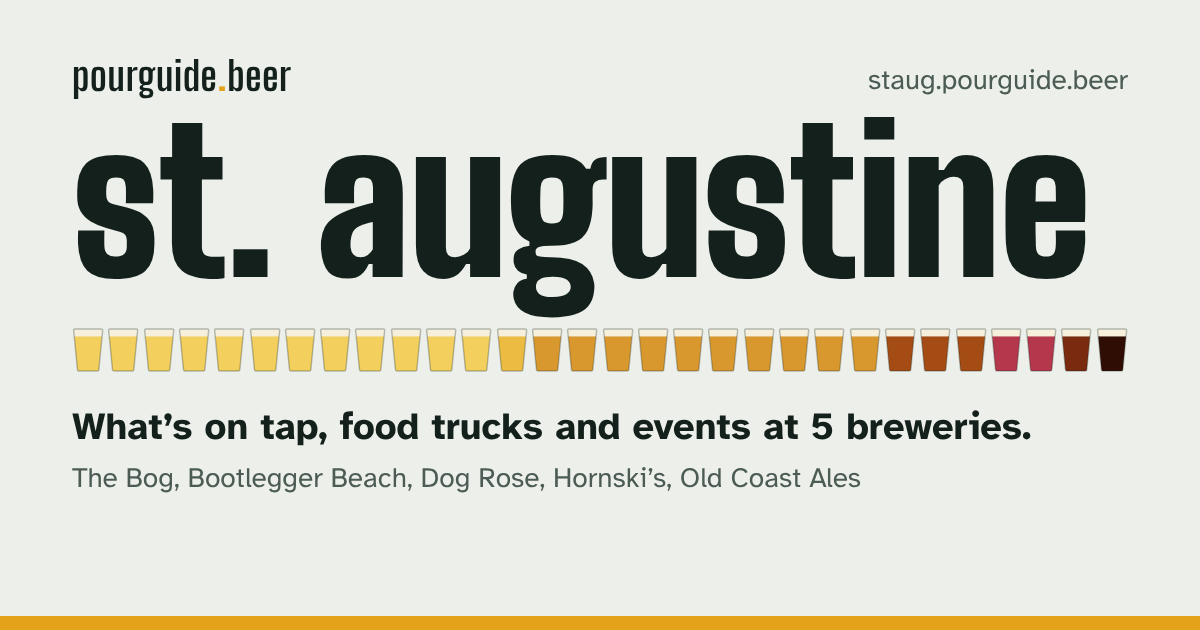 pourguide.beer
staug.pourguide.beer
st. augustine
What’s on tap, food trucks and events at 5 breweries.
The Bog, Bootlegger Beach, Dog Rose, Hornski’s, Old Coast Ales